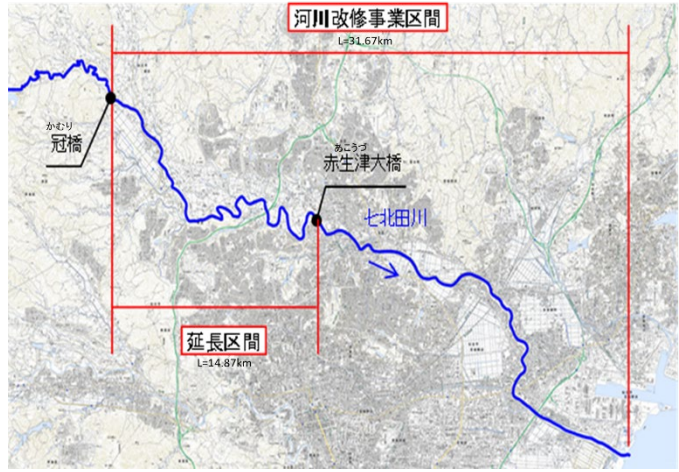 河川改修事業区間
L=31.67km
かむり
冠橋
あこうづ
赤生津大橋
七北田川
延長区間
L=14.87km